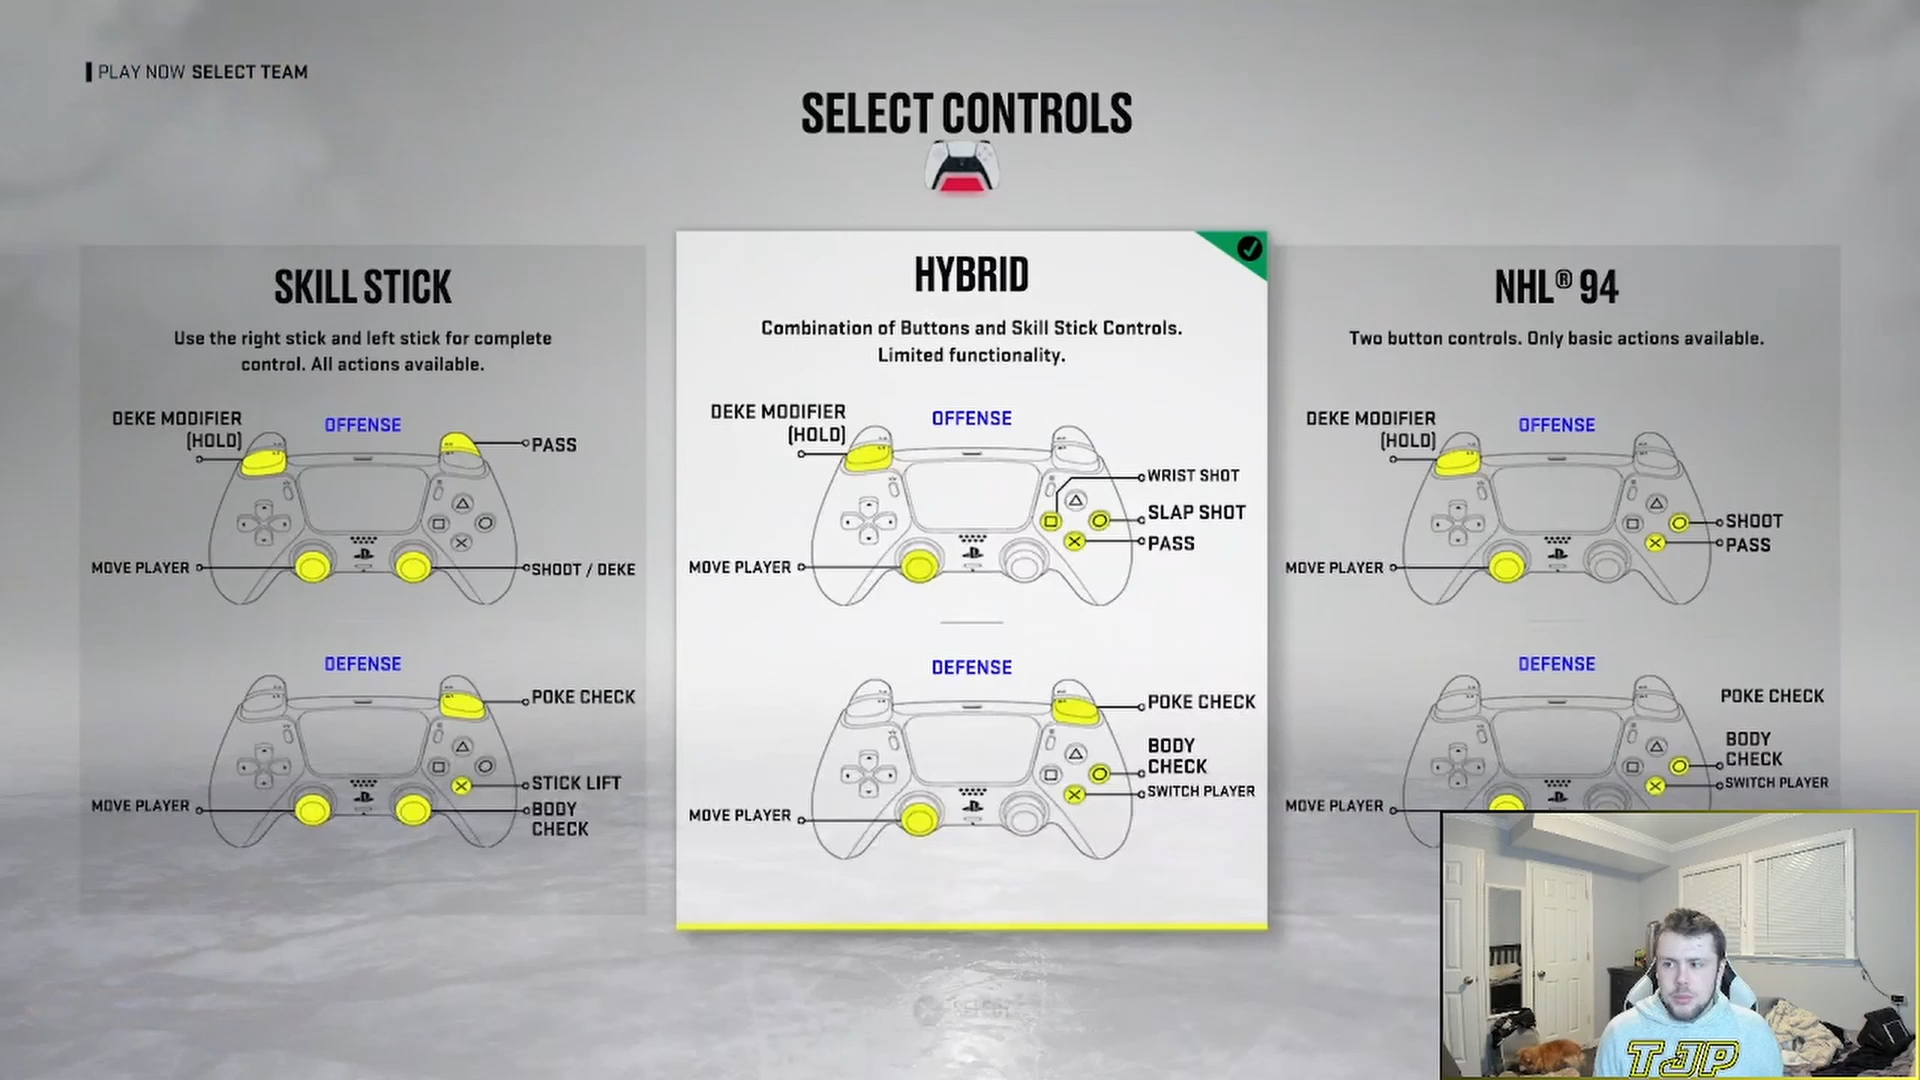 PLAY NOW SELECT TEAM
SELECT CONTROLS
SKILL STICK
Use the right stick and left stick for complete
control. All actions available.
OFFENSE
DEKE MODIFIER
(HOLD)
PASS
MOVE PLAYER
SHOOT / DEKE
DEFENSE
POKE CHECK
STICK LIFT
MOVE PLAYER
BODY
CHECK
HYBRID
Combination of Buttons and Skill Stick Controls.
Limited functionality.
OFFENSE
DEKE MODIFIER
(HOLD)
WRIST SHOT
SLAP SHOT
PASS
MOVE PLAYER
DEFENSE
POKE CHECK
BODY
CHECK
SWITCH PLAYER
MOVE PLAYER
NHL® 94
Two button controls. Only basic actions available.
OFFENSE
DEKE MODIFIER
(HOLD)
SHOOT
PASS
MOVE PLAYER
DEFENSE
POKE CHECK
BODY
CHECK
SWITCH PLAYER
MOVE PLAYER
SELECT
TJP